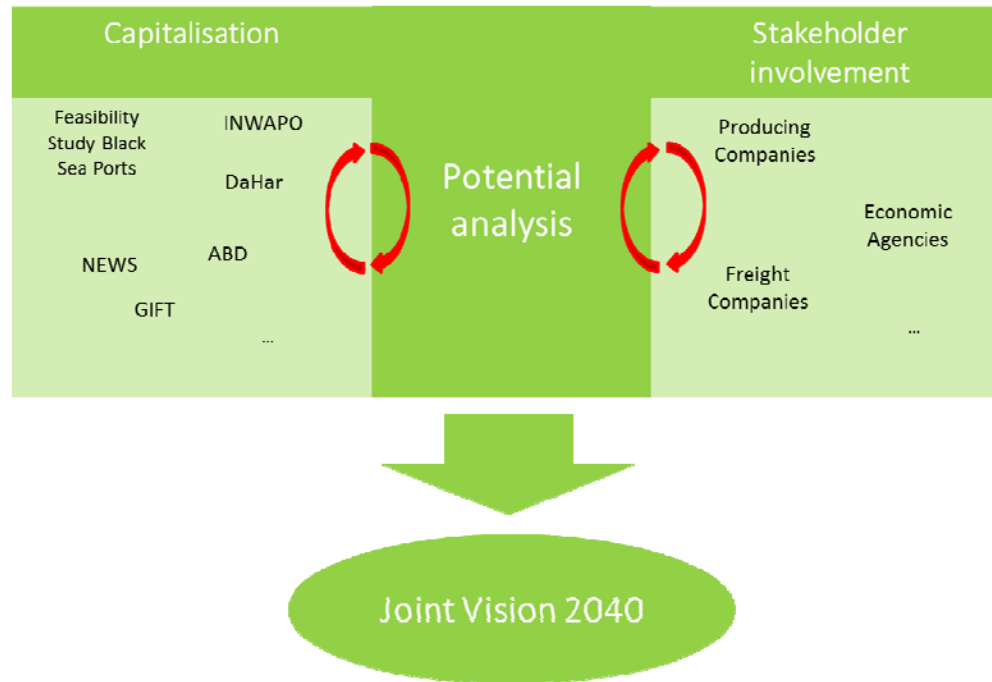 Capitalisation
Feasibility
Study Black
Sea Ports
INWAPO
DaHar
NEWS
ABD
GIFT
...
Potential
analysis
Stakeholder
involvement
Producing
Companies
Economic
Agencies
Freight
Companies
...
Joint Vision 2040